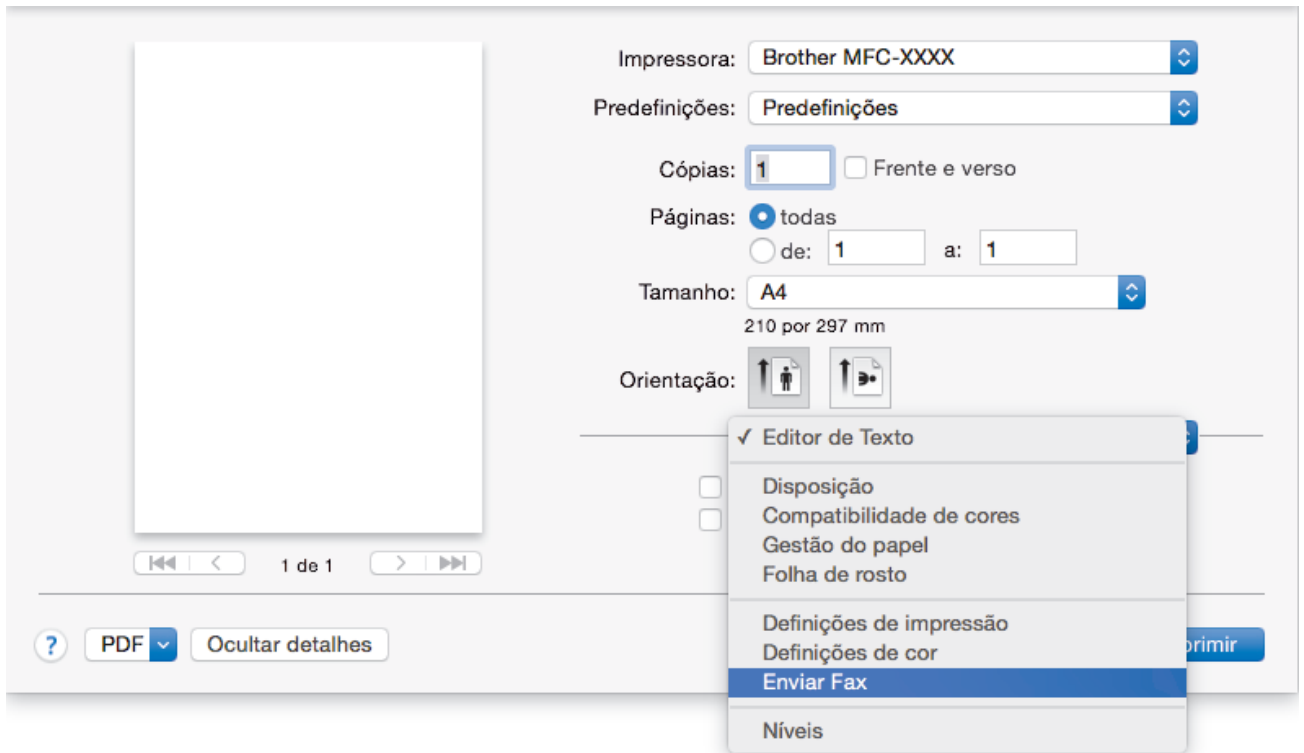 Impressora: Brother MFC-XXXX
Predefinições: Predefinições
Cópias: 1 Frente e verso
Páginas: todas
de: 1 a: 1
Tamanho: A4
210 por 297 mm
Orientação:
✓ Editor de Texto
Disposição
Compatibilidade de cores
Gestão do papel
Folha de rosto
1 de 1
Definições de impressão
Definições de cor
Enviar Fax
Níveis
? PDF Ocultar detalhes